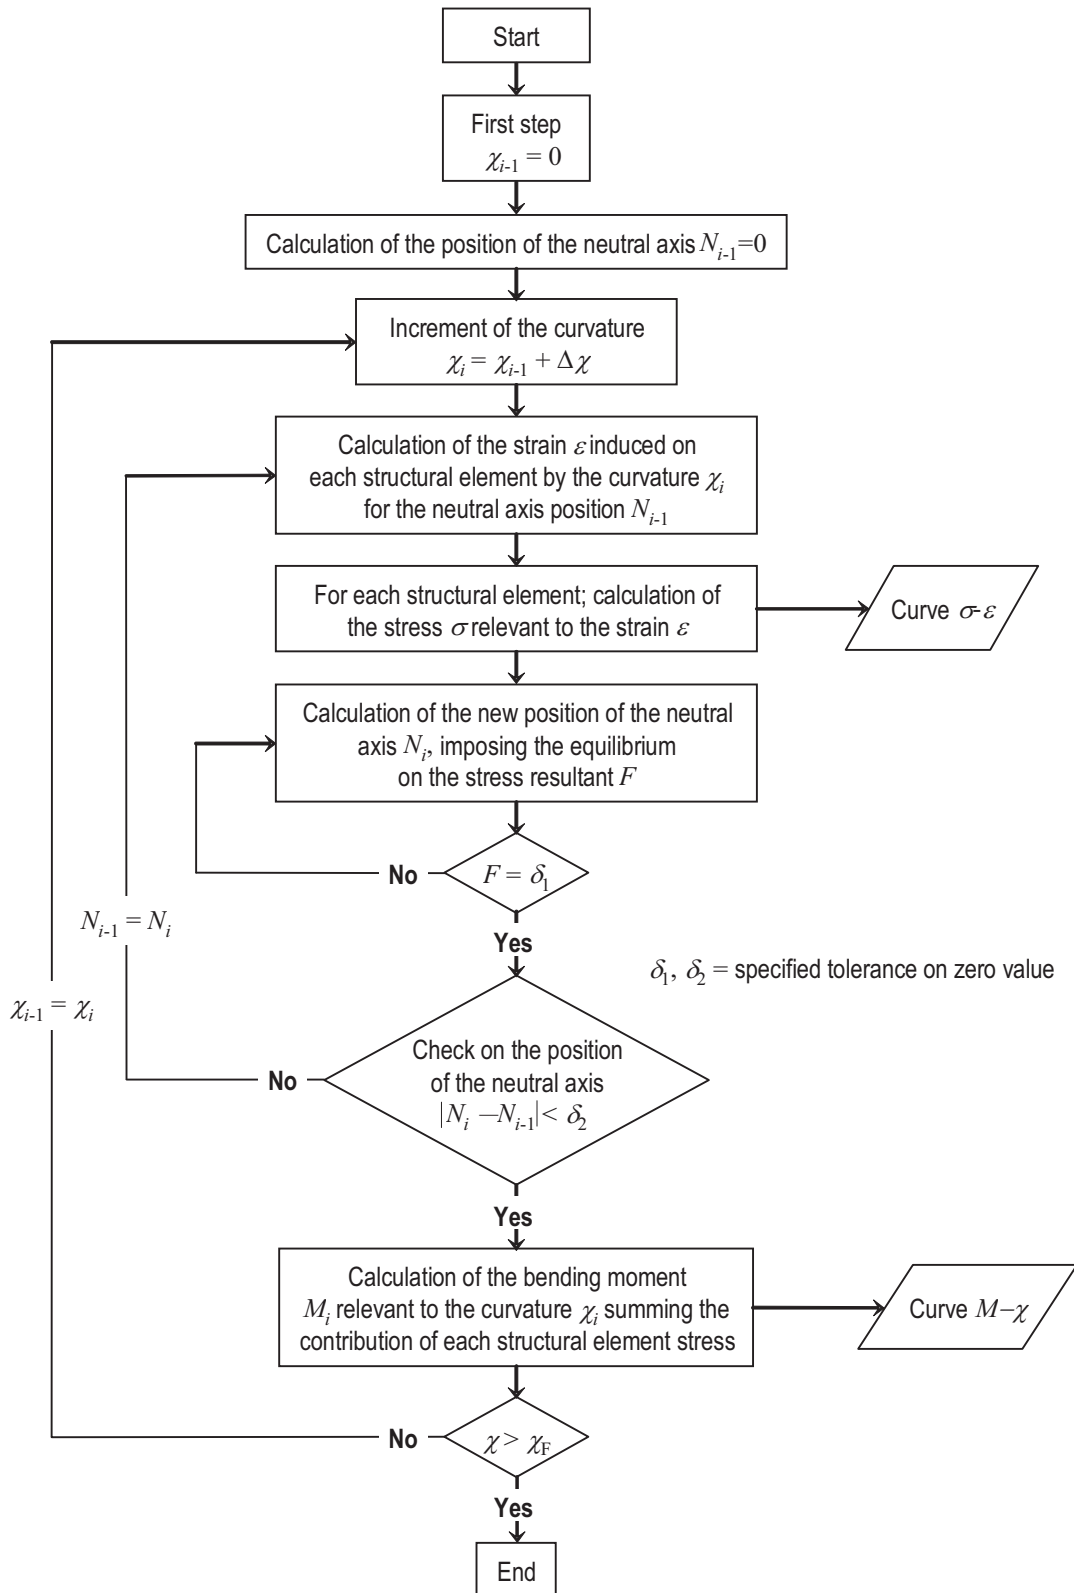 Start
First step
χi-1 = 0
Calculation of the position of the neutral axis Ni-1=0
Increment of the curvature
χi = χi-1 + Δχ
Calculation of the strain ε induced on
each structural element by the curvature χi
for the neutral axis position Ni-1
For each structural element; calculation of
the stress σ relevant to the strain ε
Curve σ-ε
Calculation of the new position of the neutral
axis Ni, imposing the equilibrium
on the stress resultant F
No
F = δ1
Ni-1 = Ni
Yes
δ1, δ2 = specified tolerance on zero value
χi-1 = χi
Check on the position
of the neutral axis
|Ni −Ni-1|< δ2
No
Yes
Calculation of the bending moment
Mi relevant to the curvature χi summing the
contribution of each structural element stress
Curve M−χ
No
χ > χF
Yes
End